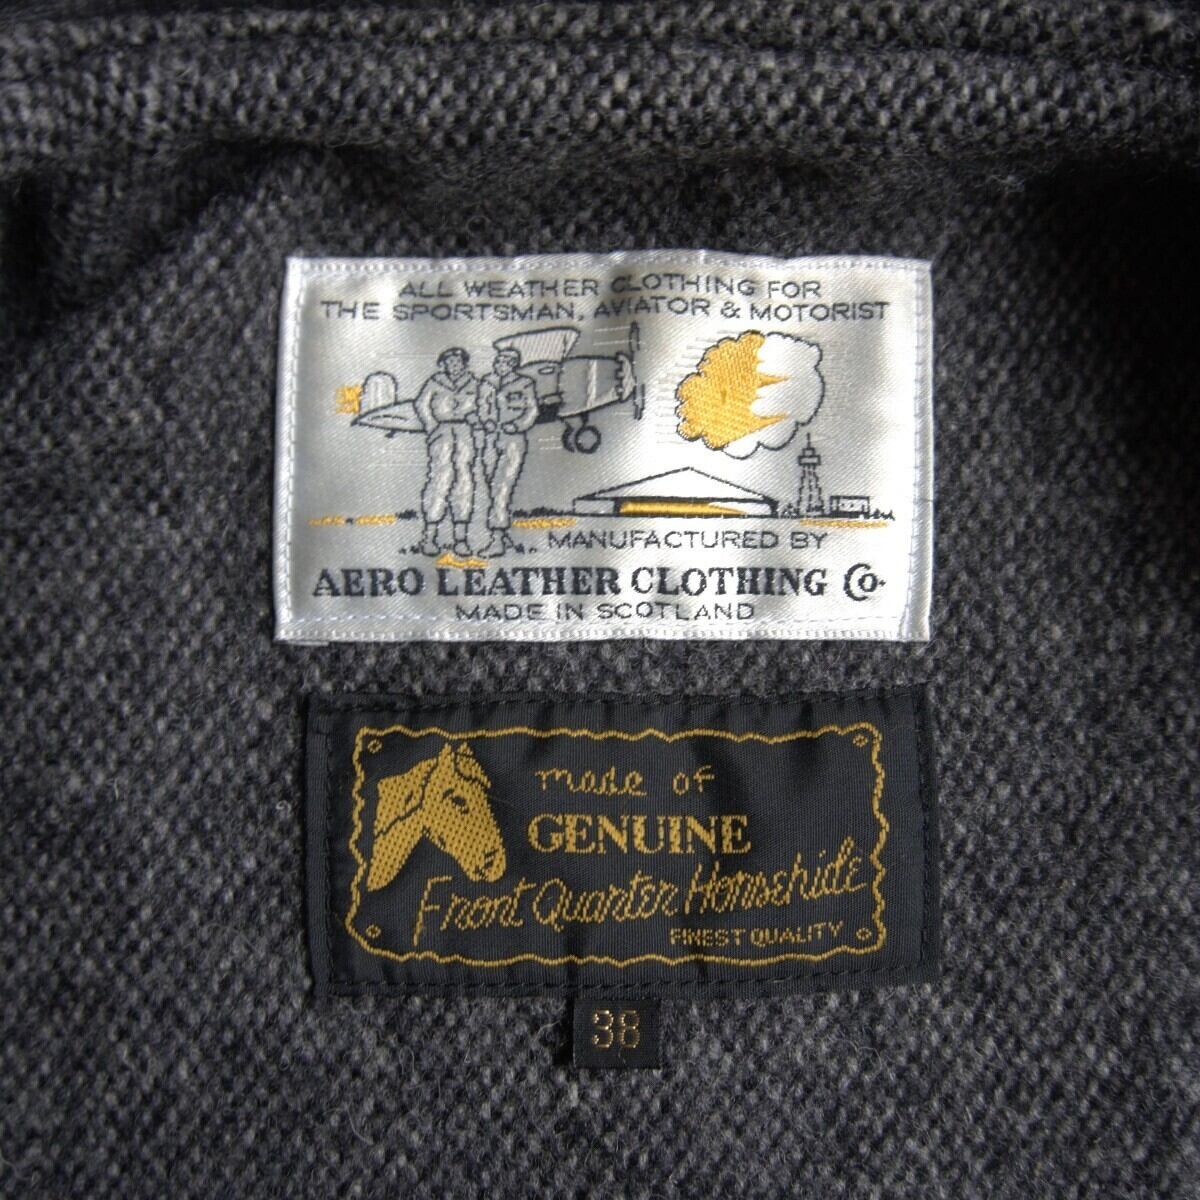 ALL WEATHER CLOTHING FOR
THE SPORTSMAN, AVIATOR & MOTORIST
MANUFACTURED BY
AERO LEATHER CLOTHING Co.
MADE IN SCOTLAND
made of
GENUINE
Front Quarter Horsehide
FINEST QUALITY
38